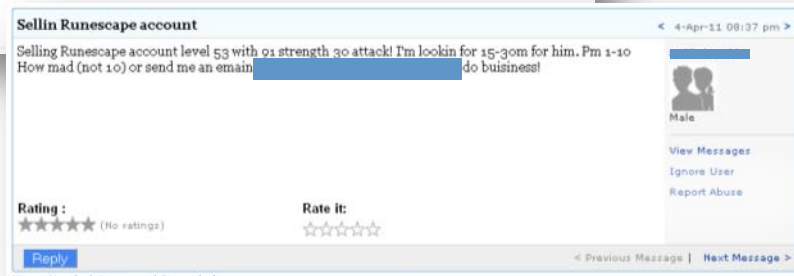 Sellin Runescape account
< 4-Apr-11 08:37 pm >
Selling Runescape account level 53 with 91 strength 30 attack! I'm lookin for 15-30m for him. Pm 1-10
How mad (not 10) or send me an emain do buisiness!
Male
View Messages
Ignore User
Report Abuse
Rating :
Rate it:
(No ratings)
Reply
< Previous Message | Next Message >